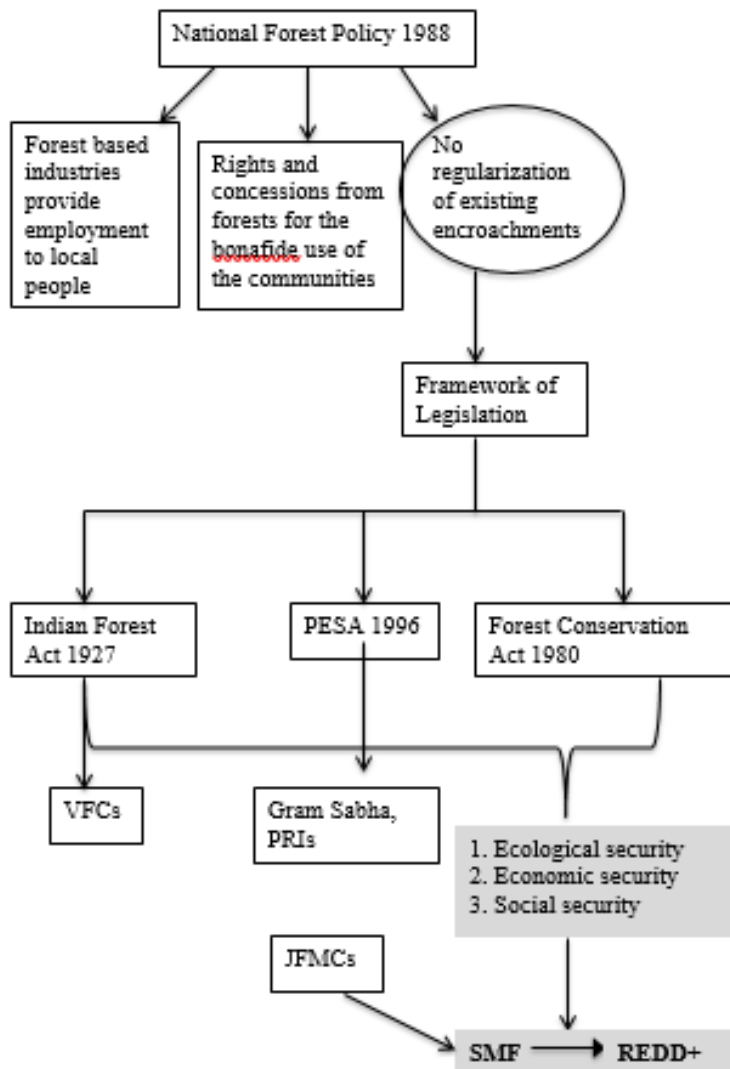 National Forest Policy 1988
Forest based
industries
provide
employment
to local
people
Rights and
concessions from
forests for the
bonafide use of
the communities
No
regularization
of existing
encroachments
Framework of
Legislation
Indian Forest
Act 1927
PESA 1996
Forest Conservation
Act 1980
VFCs
Gram Sabha,
PRIs
1. Ecological security
2. Economic security
3. Social security
JFMCs
SMF REDD+